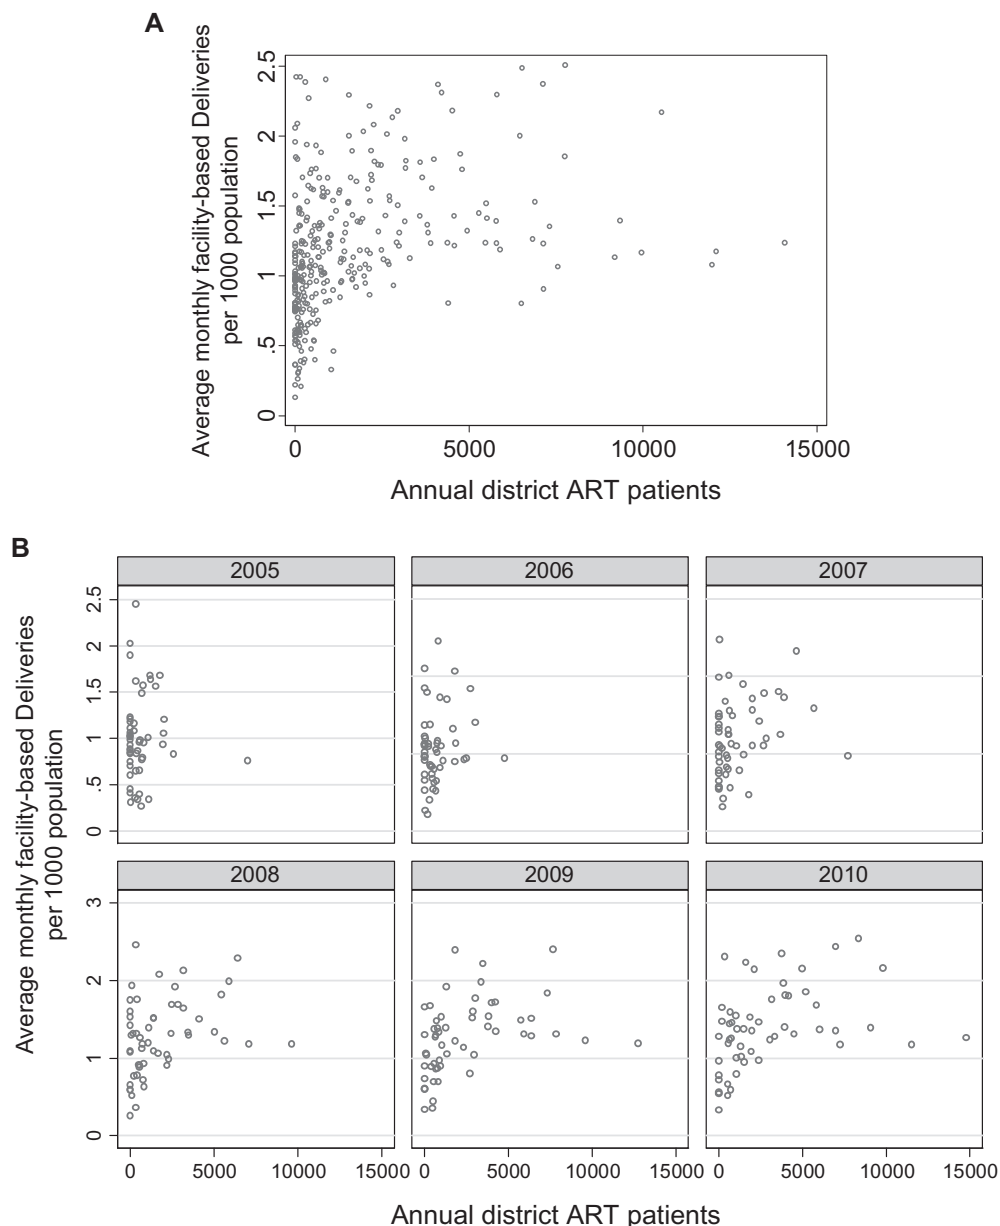 A
Average monthly facility-based Deliveries
per 1000 population
2.5
2
1.5
1
.5
0
0 5000 10000 15000
Annual district ART patients
B
Average monthly facility-based Deliveries
per 1000 population
2005 2006 2007
2.5
2
1.5
1
.5
0
2008 2009 2010
3
2
1
0
0 5000 10000 15000 0 5000 10000 15000 0 5000 10000 15000
Annual district ART patients